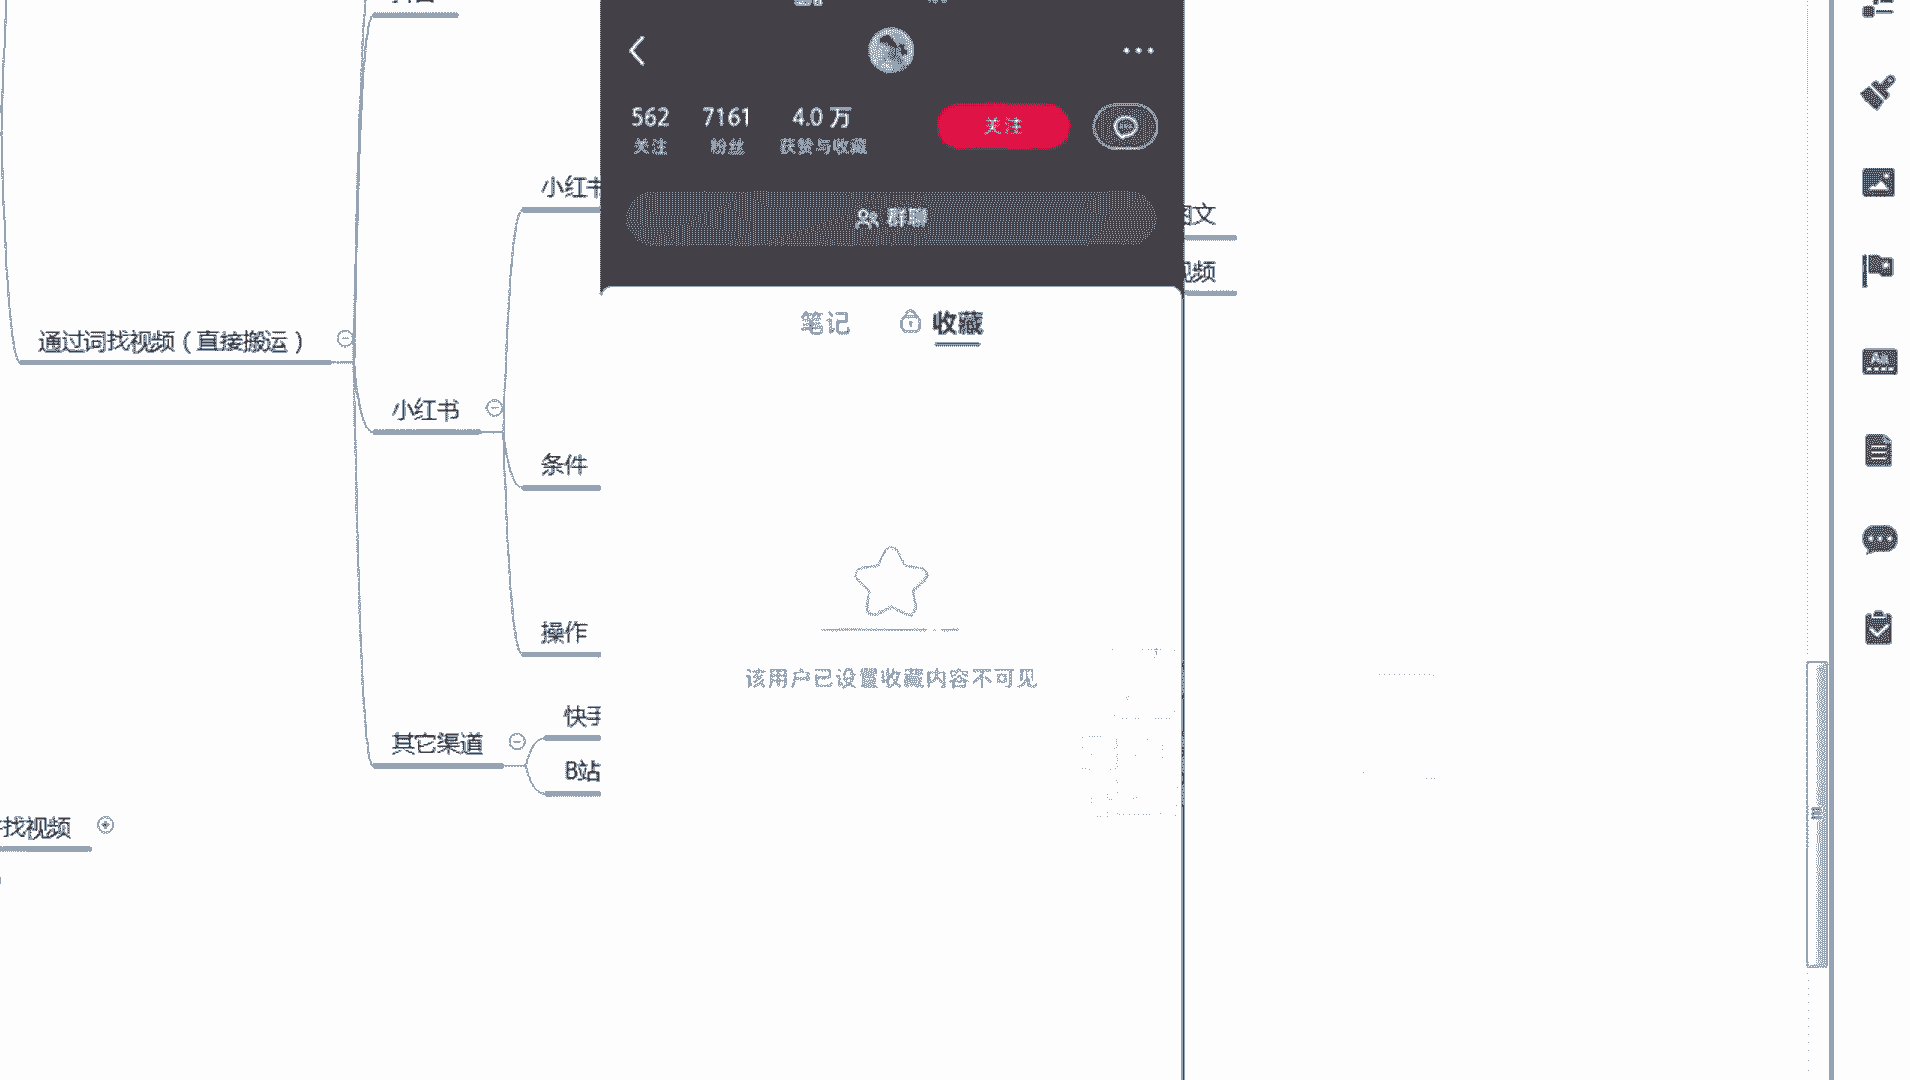 562 7161 4.0 万
关注 粉丝 获赞与收藏
关注
群聊
笔记 收藏
该用户已设置收藏内容不可见
小红书
图文
视频
通过词找视频（直接搬运）
小红书
条件
操作
快手
其它渠道
B站
找视频
Aa